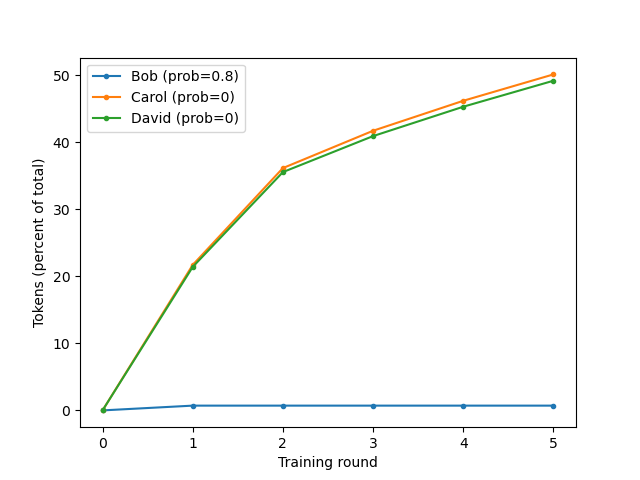 Bob (prob=0.8)
Carol (prob=0)
David (prob=0)
Tokens (percent of total)
50
40
30
20
10
0
0 1 2 3 4 5
Training round